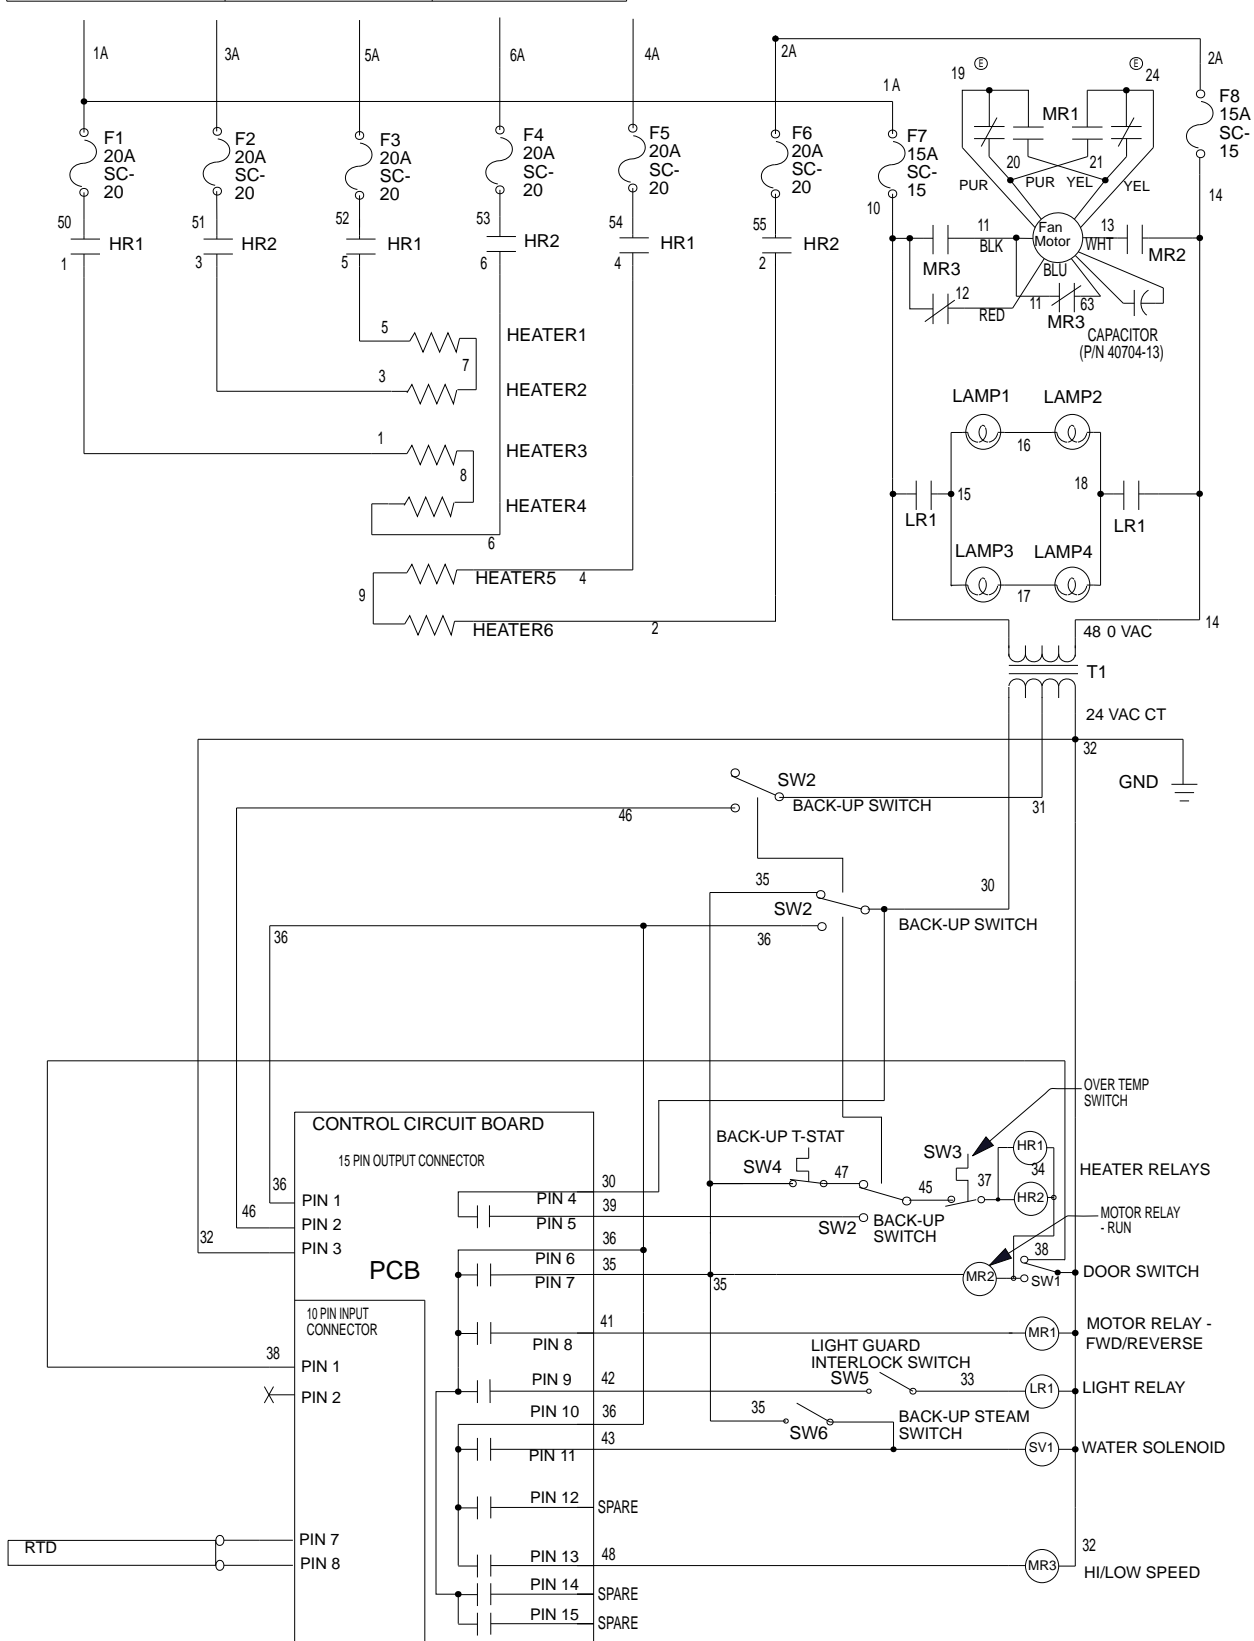 1A
3A
5A
6A
4A
2A
2A
1A
19
E
E
24
MR1
F1
20A
SC-
20
F2
20A
SC-
20
F3
20A
SC-
20
F4
20A
SC-
20
F5
20A
SC-
20
F6
20A
SC-
20
F7
15A
SC-
15
F8
15A
SC-
15
20
21
PUR
PUR
YEL
YEL
50
51
52
53
54
55
10
14
HR1
HR2
HR1
HR2
HR1
HR2
1
3
5
6
4
2
11
BLK
Fan
Motor
13
WHT
MR3
MR2
BLU
12
RED
11
63
MR3
CAPACITOR
(P/N 40704-13)
5
HEATER1
7
3
HEATER2
1
HEATER3
8
HEATER4
6
HEATER5
4
9
HEATER6
2
LAMP1
LAMP2
16
15
18
LR1
LR1
LAMP3
LAMP4
17
14
48 0 VAC
T1
24 VAC CT
32
GND
SW2
BACK-UP SWITCH
31
46
35
30
SW2
BACK-UP SWITCH
36
36
OVER TEMP
SWITCH
CONTROL CIRCUIT BOARD
15 PIN OUTPUT CONNECTOR
BACK-UP T-STAT
SW4
47
SW3
45
37
HR1
34
HR2
HEATER RELAYS
36
PIN 1
46
PIN 2
32
PIN 3
PCB
PIN 4
30
PIN 5
39
SW2
BACK-UP
SWITCH
MOTOR RELAY
- RUN
PIN 6
36
PIN 7
35
35
MR2
38
SW1
DOOR SWITCH
10 PIN INPUT
CONNECTOR
38
PIN 1
PIN 2
PIN 8
41
MR1
MOTOR RELAY -
FWD/REVERSE
LIGHT GUARD
INTERLOCK SWITCH
SW5
PIN 9
42
33
LR1
LIGHT RELAY
PIN 10
36
35
SW6
BACK-UP STEAM
SWITCH
PIN 11
43
SV1
WATER SOLENOID
PIN 12
SPARE
RTD
PIN 7
PIN 8
PIN 13
48
MR3
32
HI/LOW SPEED
PIN 14
SPARE
PIN 15
SPARE